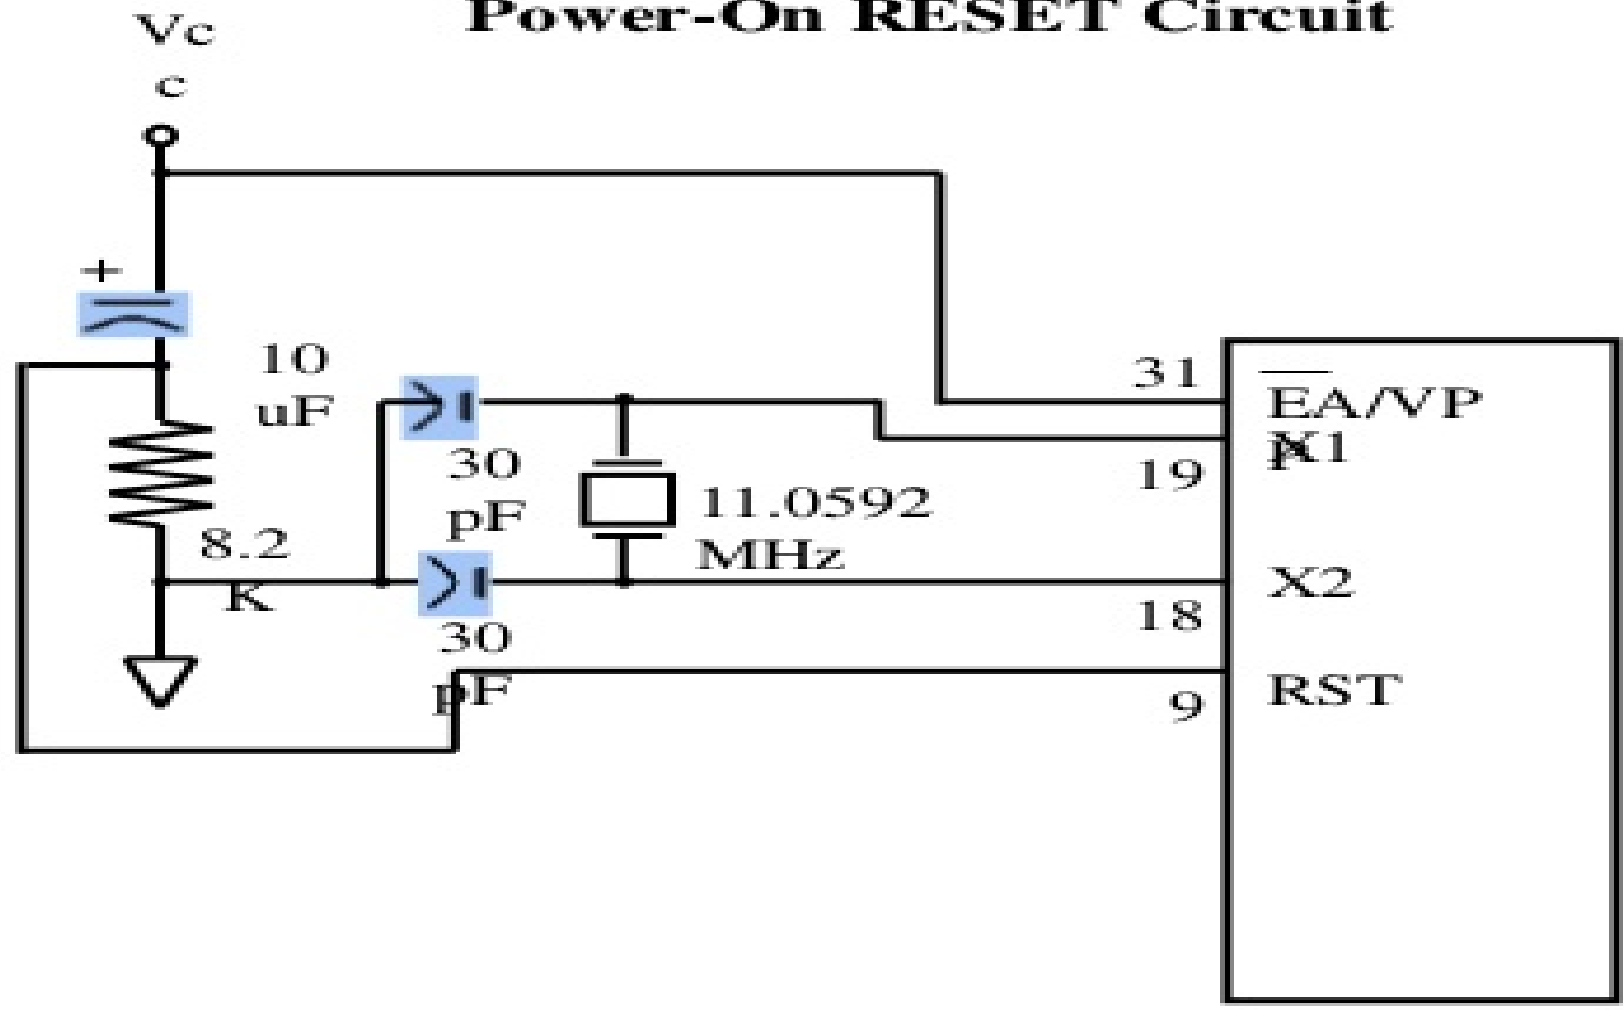 Power-On RESET Circuit
Vc
c
+
10
uF
31
EA/VP
P
X1
19
30
pF
11.0592
MHz
8.2
K
X2
18
30
pF
RST
9